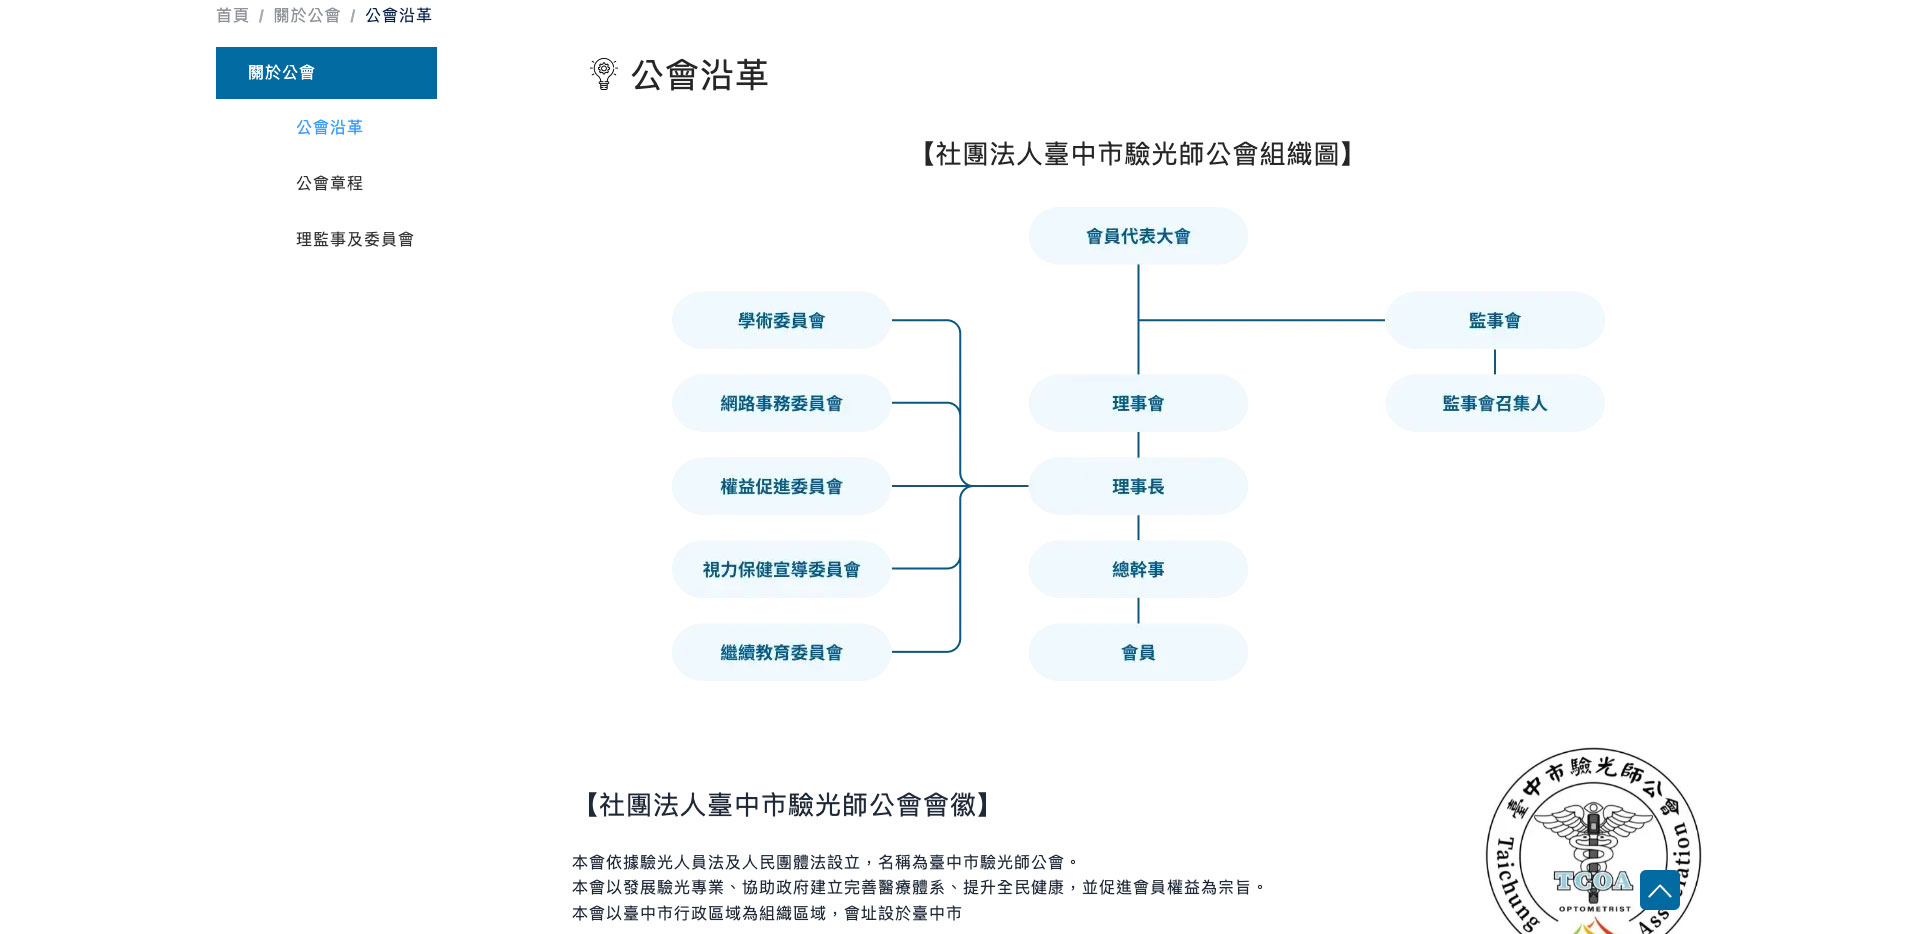 首頁 / 關於公會 / 公會沿革
關於公會
公會沿革
公會章程
理監事及委員會
公會沿革
【社團法人臺中市驗光師公會組織圖】
會員代表大會
學術委員會
監事會
網路事務委員會
理事會
監事會召集人
權益促進委員會
理事長
視力保健宣導委員會
總幹事
繼續教育委員會
會員
【社團法人臺中市驗光師公會會徽】
本會依據驗光人員法及人民團體法設立，名稱為臺中市驗光師公會。
本會以發展驗光專業、協助政府建立完善醫療體系、提升全民健康，並促進會員權益為宗旨。
本會以臺中市行政區域為組織區域，會址設於臺中市
臺中市驗光師公會
Taichung
TCOA
OPTOMETRIST